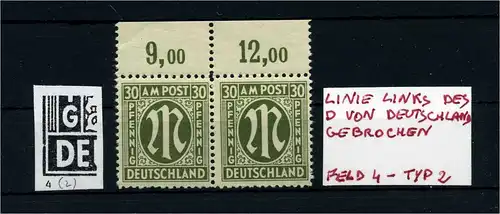 9,00 12,00
30 AM POST 30 30 AM POST 30
PFENNIG M PFENNIG PFENNIG M PFENNIG
DEUTSCHLAND DEUTSCHLAND
G
DE
4 (2)
LINIE LINKS DES
D VON DEUTSCHLAND
GEBROCHEN
FELD 4 - TYP 2